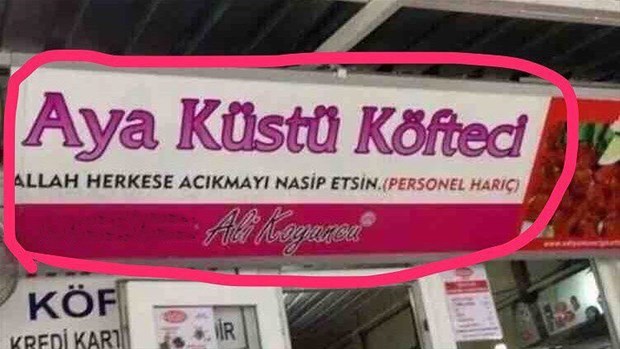 Aya Küstü Köfteci
ALLAH HERKESE ACIKMAYI NASİP ETSİN.(PERSONEL HARİÇ)
Ali Koyuncu
KÖF
KREDİ KART